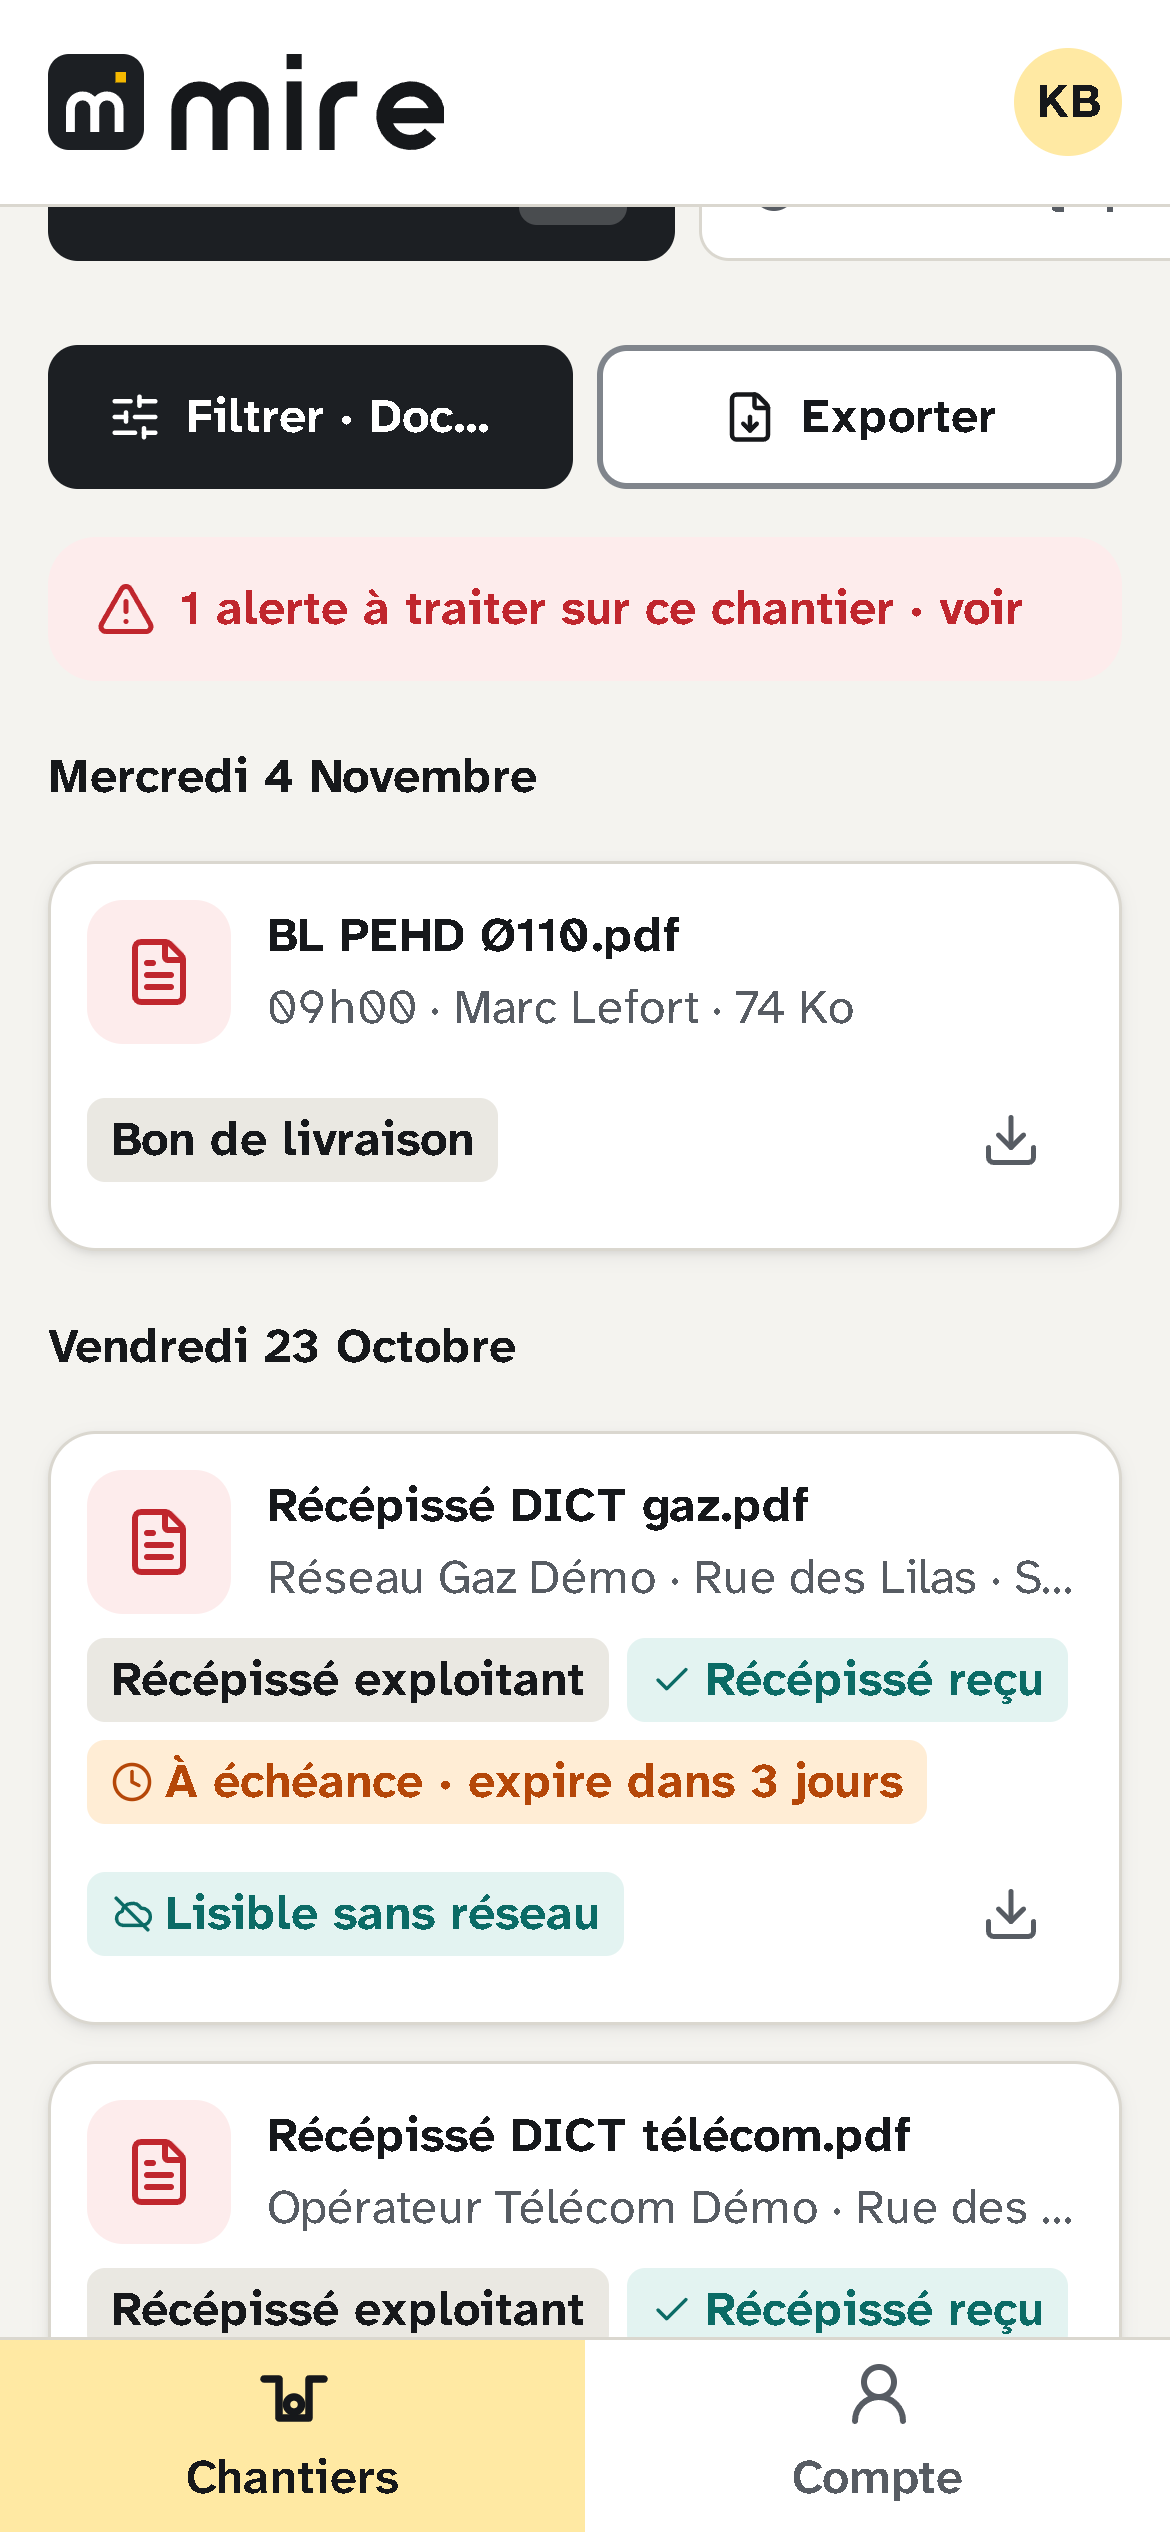 m mire
KB
Filtrer · Doc...
Exporter
1 alerte à traiter sur ce chantier · voir
Mercredi 4 Novembre
BL PEHD Ø110.pdf
09h00 · Marc Lefort · 74 Ko
Bon de livraison
Vendredi 23 Octobre
Récépissé DICT gaz.pdf
Réseau Gaz Démo · Rue des Lilas · S...
Récépissé exploitant
Récépissé reçu
À échéance · expire dans 3 jours
Lisible sans réseau
Récépissé DICT télécom.pdf
Opérateur Télécom Démo · Rue des ...
Récépissé exploitant
Récépissé reçu
Chantiers
Compte